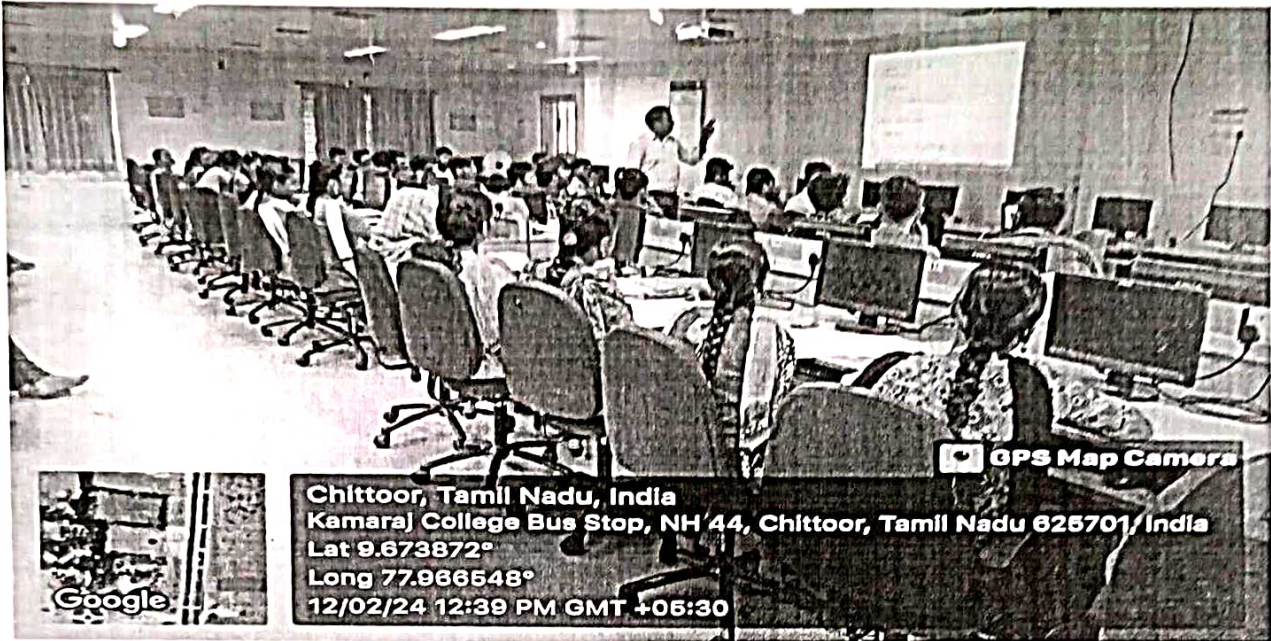 GPS Map Camera
Chittoor, Tamil Nadu, India
Kamaraj College Bus Stop, NH 44, Chittoor, Tamil Nadu 625701, India
Lat 9.673872°
Long 77.966548°
12/02/24 12:39 PM GMT +05:30
Google